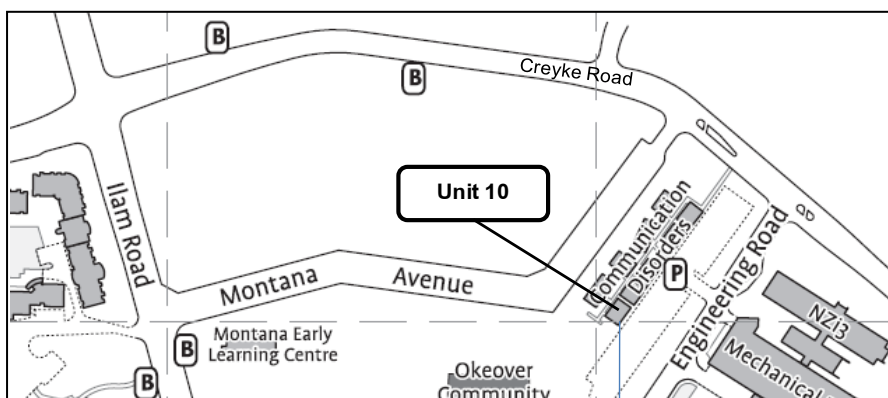 B
B
Creyke Road
Unit 10
Ilam Road
Communication
Disorders
Montana Avenue
P
Engineering Road
NZi3
Mechanical
B
Montana Early
Learning Centre
B
Okeover
Community